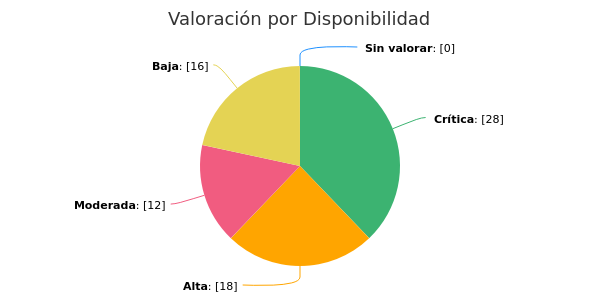 Valoración por Disponibilidad
Sin valorar: [0]
Baja: [16]
Crítica: [28]
Moderada: [12]
Alta: [18]